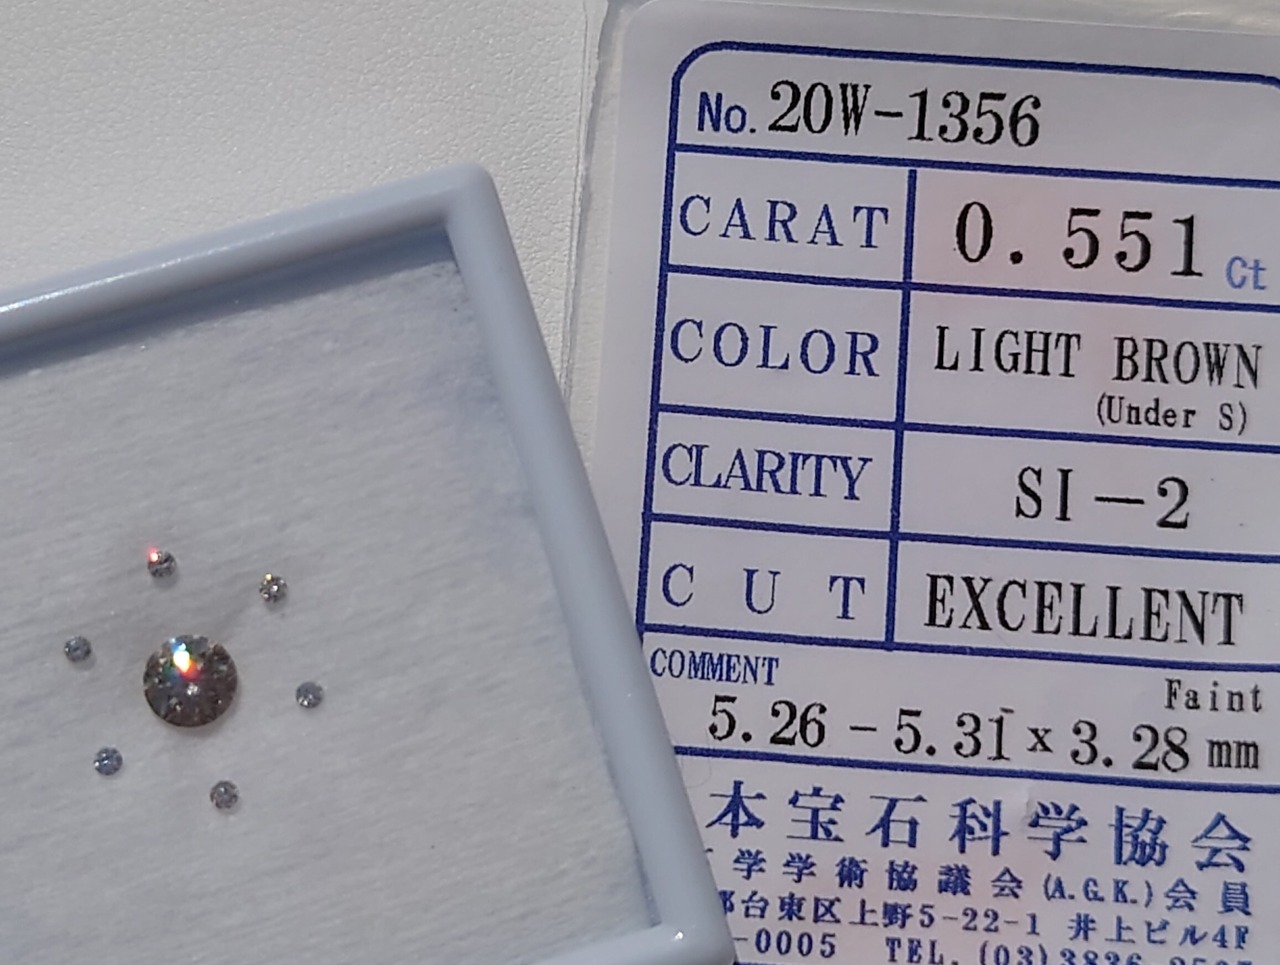 No. 20W-1356
CARAT 0.551 Ct
COLOR LIGHT BROWN
(Under S)
CLARITY SI-2
CUT EXCELLENT
COMMENT Faint
5.26-5.31 x 3.28 mm
本宝石科学協会
学学術協議会(A.G.K.)会員
台東区上野5-22-1 井上ビル4F
-0005 TEL. (03)3836-